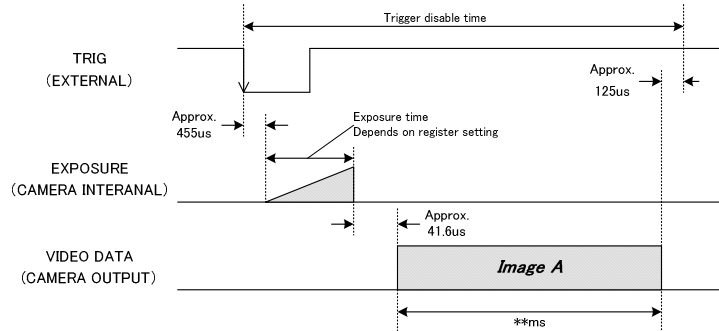 Trigger disable time
TRIG
(EXTERNAL)
Approx.
125us
Approx.
455us
Exposure time
Depends on register setting
EXPOSURE
(CAMERA INTERANAL)
Approx.
41.6us
VIDEO DATA
(CAMERA OUTPUT)
Image A
**ms